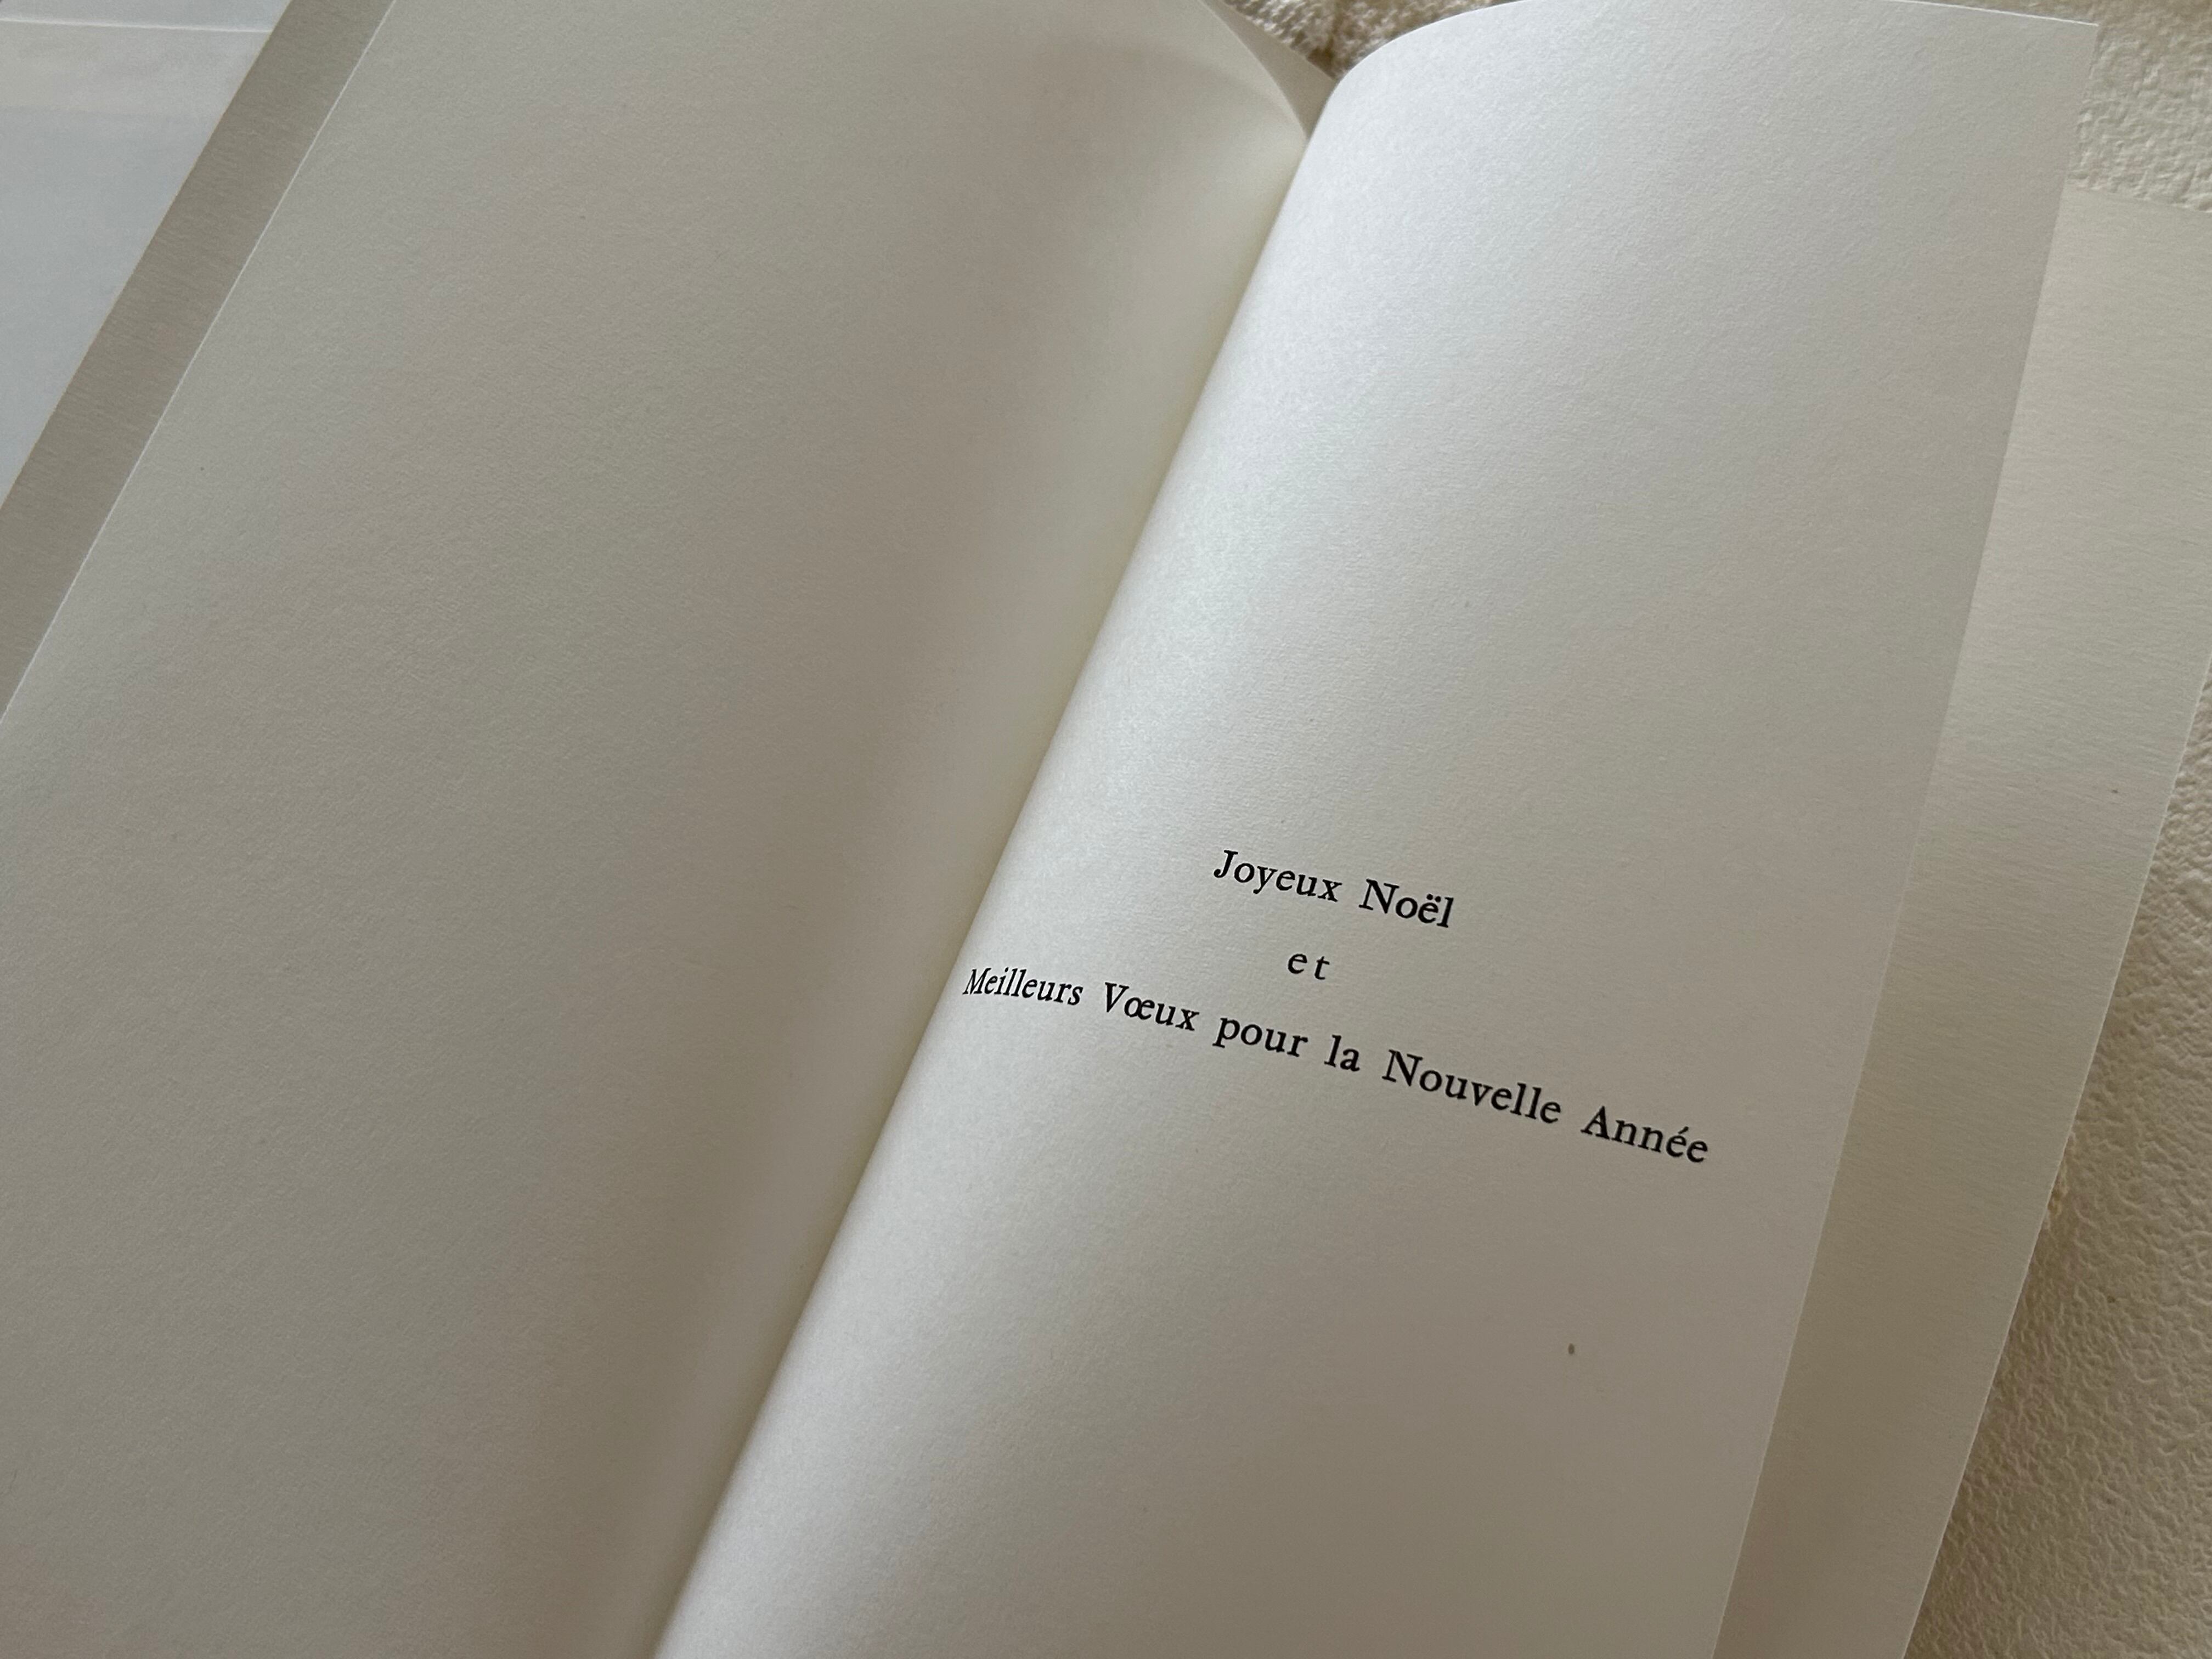 Joyeux Noël
et
Meilleurs Vœux pour la Nouvelle Année